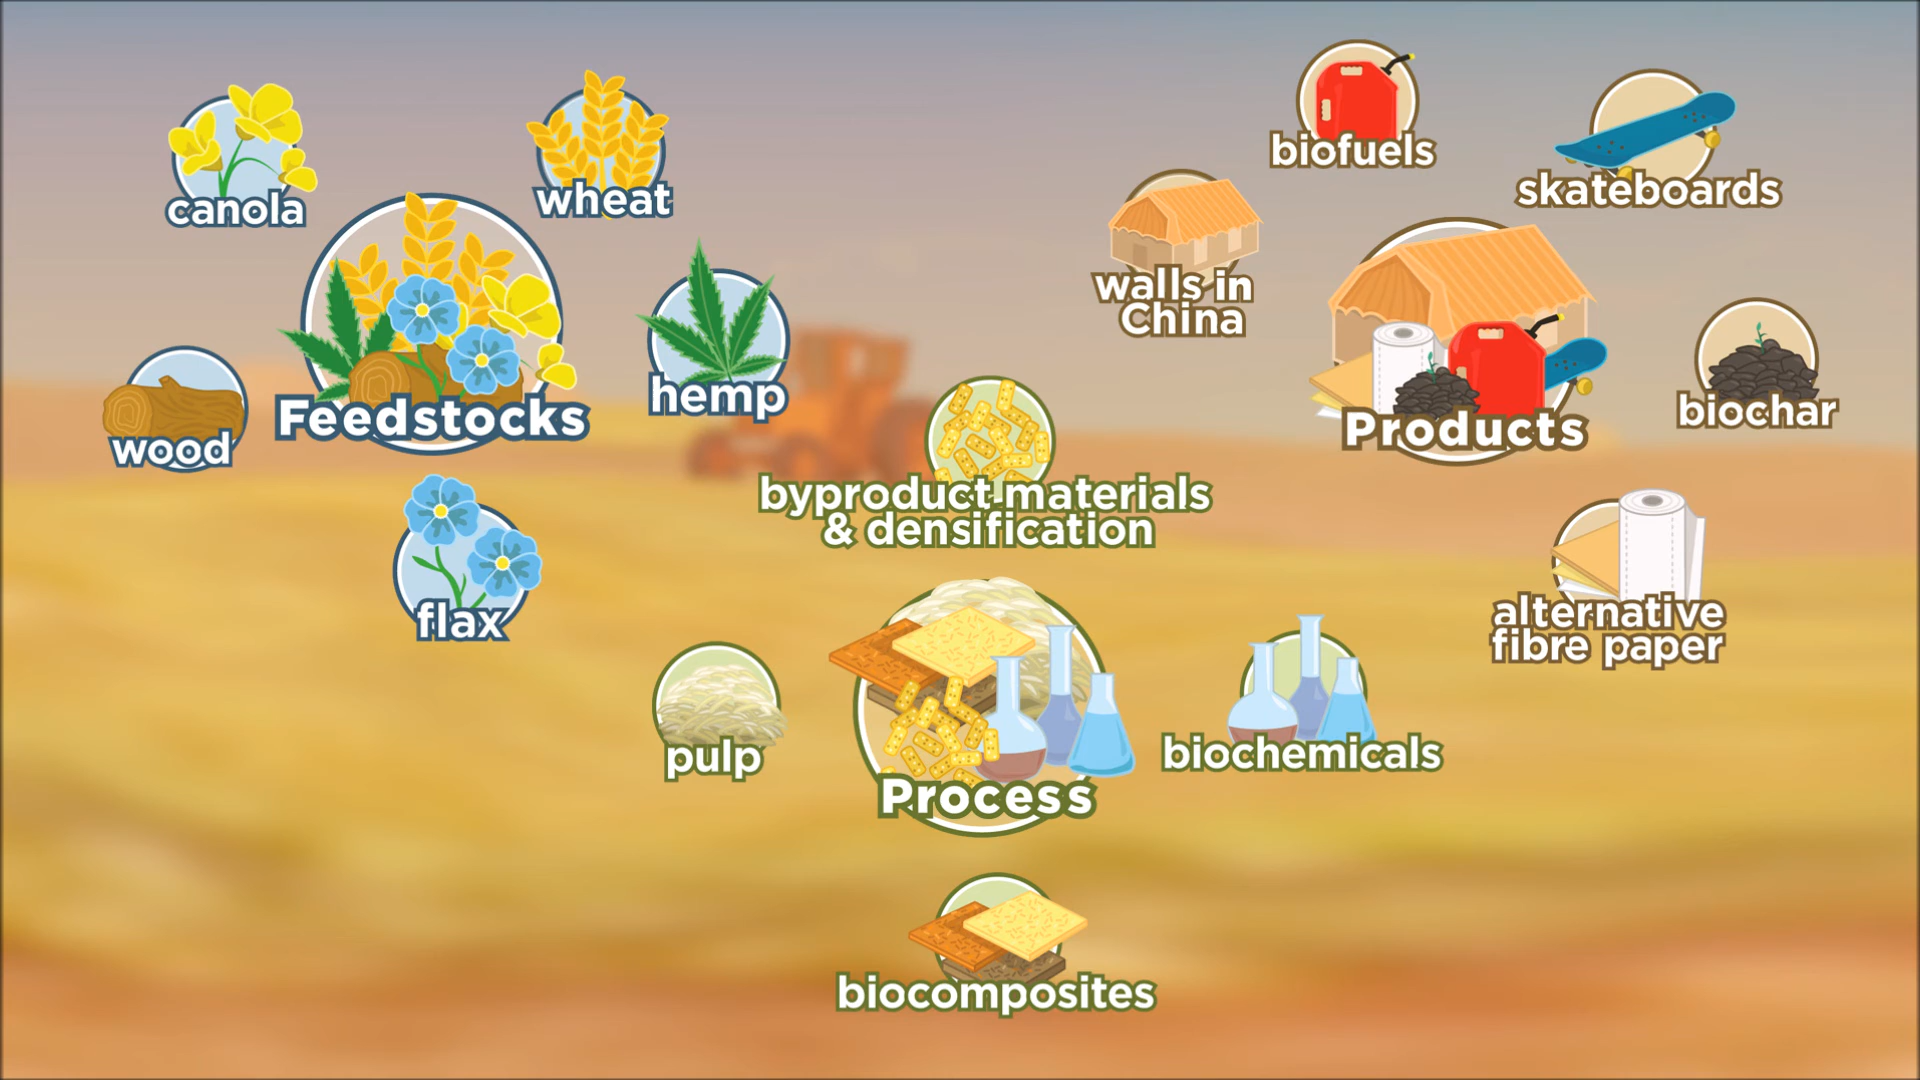 canola
wheat
wood
Feedstocks
hemp
flax
biofuels
skateboards
walls in
China
Products
biochar
alternative
fibre paper
byproduct materials
& densification
pulp
Process
biochemicals
biocomposites